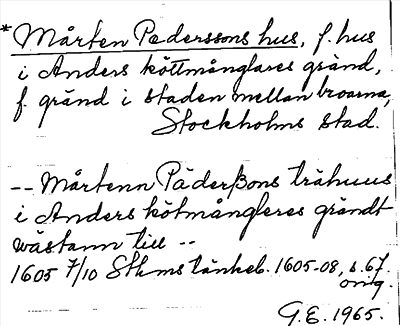 * Mårten Pederssons hus, f. hus
i Anders köttmånglares gränd,
f. gränd i staden mellan broarna,
Stockholms stad.
-- Mårtenn Päderßons trähuus
i Anders kötmångleres grändt
wästann till --
1605 7/10 Sthms tänkeb. 1605-08, s. 67.
orig.
G.E. 1965.